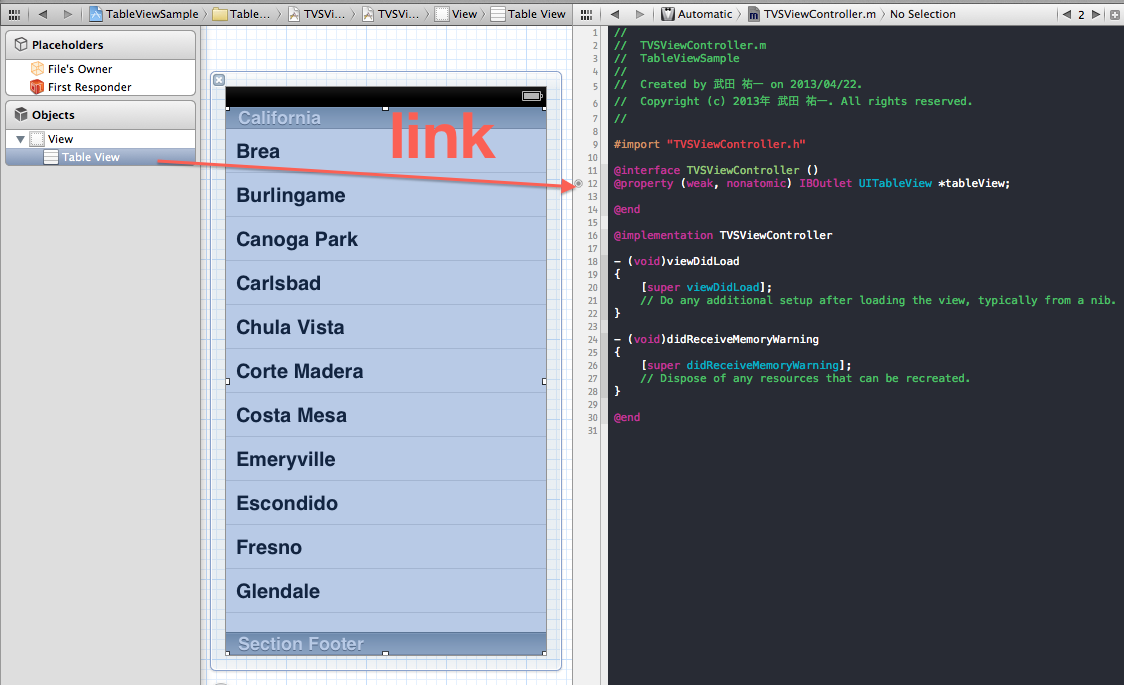 TableViewSample Table... TVSVi... TVSVi... View Table View
Automatic TVSViewController.m No Selection 2
Placeholders
File's Owner
First Responder
Objects
View
Table View
link
California
Brea
Burlingame
Canoga Park
Carlsbad
Chula Vista
Corte Madera
Costa Mesa
Emeryville
Escondido
Fresno
Glendale
Section Footer
1 //
2 //  TVSViewController.m
3 //  TableViewSample
4 //
5 //  Created by 武田 祐一 on 2013/04/22.
6 //  Copyright (c) 2013年 武田 祐一. All rights reserved.
7 //
8
9 #import "TVSViewController.h"
10
11 @interface TVSViewController ()
12 @property (weak, nonatomic) IBOutlet UITableView *tableView;
13
14 @end
15
16 @implementation TVSViewController
17
18 - (void)viewDidLoad
19 {
20     [super viewDidLoad];
21     // Do any additional setup after loading the view, typically from a nib.
22 }
23
24 - (void)didReceiveMemoryWarning
25 {
26     [super didReceiveMemoryWarning];
27     // Dispose of any resources that can be recreated.
28 }
29
30 @end
31